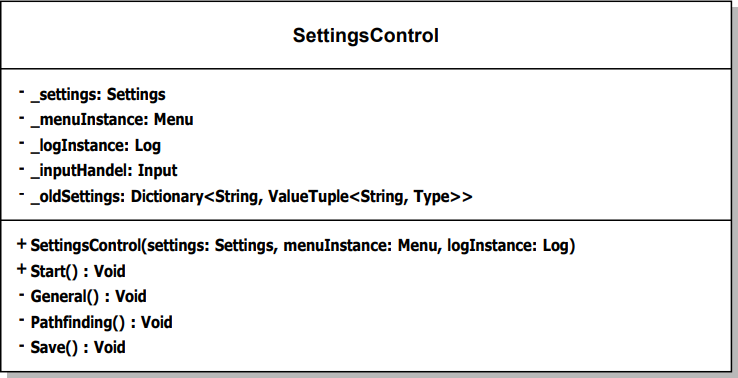 SettingsControl
- _settings: Settings
- _menuInstance: Menu
- _logInstance: Log
- _inputHandel: Input
- _oldSettings: Dictionary<String, ValueTuple<String, Type>>
+ SettingsControl(settings: Settings, menuInstance: Menu, logInstance: Log)
+ Start() : Void
- General() : Void
- Pathfinding() : Void
- Save() : Void